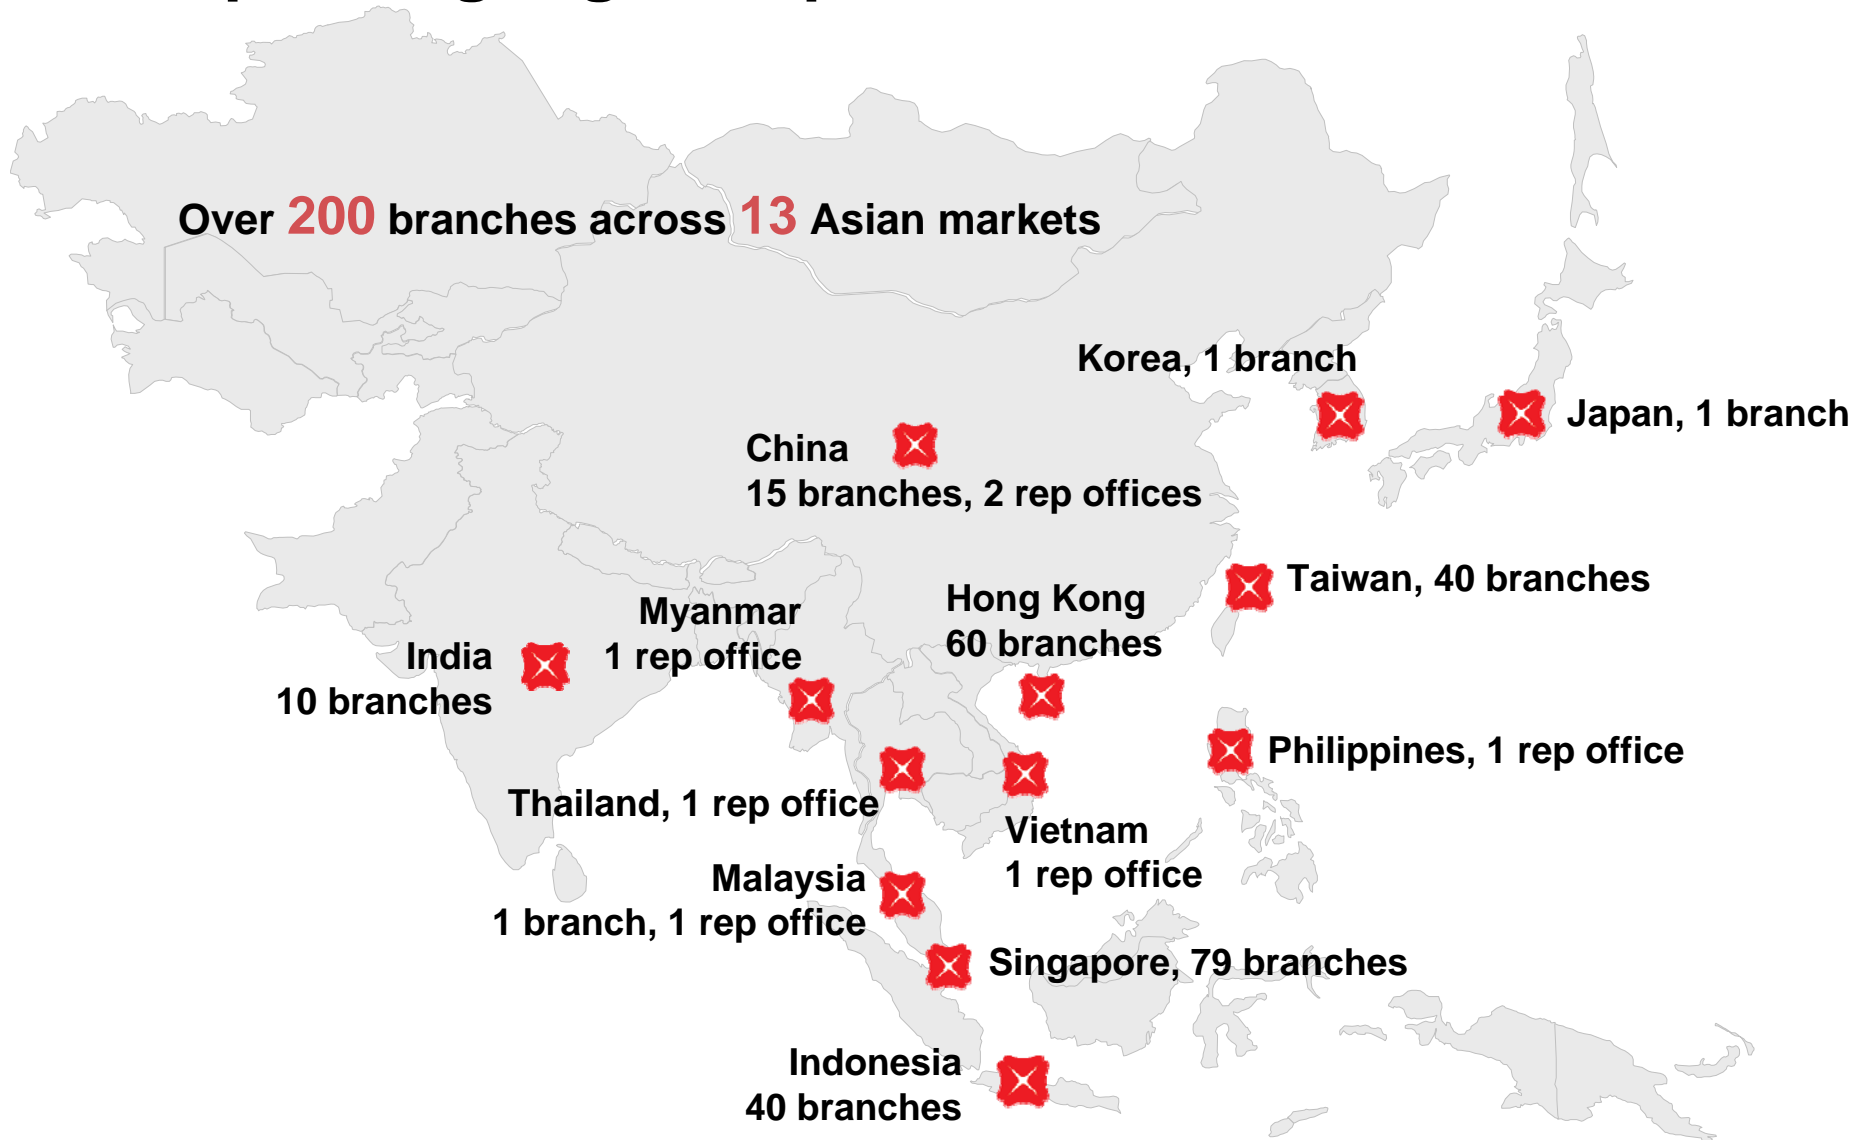 Over 200 branches across 13 Asian markets
Korea, 1 branch
Japan, 1 branch
China
15 branches, 2 rep offices
Taiwan, 40 branches
Hong Kong
60 branches
Myanmar
1 rep office
India
10 branches
Philippines, 1 rep office
Thailand, 1 rep office
Vietnam
1 rep office
Malaysia
1 branch, 1 rep office
Singapore, 79 branches
Indonesia
40 branches